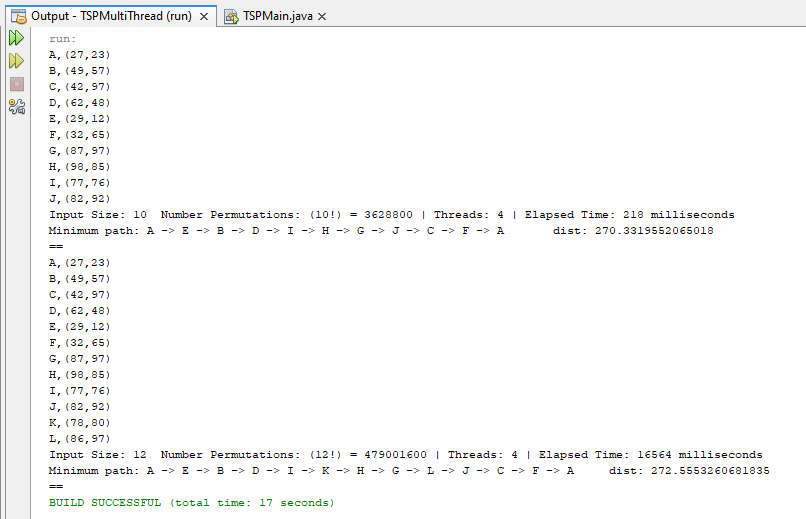 Output - TSPMultiThread (run) TSPMain.java
run:
A,(27,23)
B,(49,57)
C,(42,97)
D,(62,48)
E,(29,12)
F,(32,65)
G,(87,97)
H,(98,85)
I,(77,76)
J,(82,92)
Input Size: 10  Number Permutations: (10!) = 3628800 | Threads: 4 | Elapsed Time: 218 milliseconds
Minimum path: A -> E -> B -> D -> I -> H -> G -> J -> C -> F -> A       dist: 270.3319552065018
==
A,(27,23)
B,(49,57)
C,(42,97)
D,(62,48)
E,(29,12)
F,(32,65)
G,(87,97)
H,(98,85)
I,(77,76)
J,(82,92)
K,(78,80)
L,(86,97)
Input Size: 12  Number Permutations: (12!) = 479001600 | Threads: 4 | Elapsed Time: 16564 milliseconds
Minimum path: A -> E -> B -> D -> I -> K -> H -> G -> L -> J -> C -> F -> A     dist: 272.5553260681835
==
BUILD SUCCESSFUL (total time: 17 seconds)